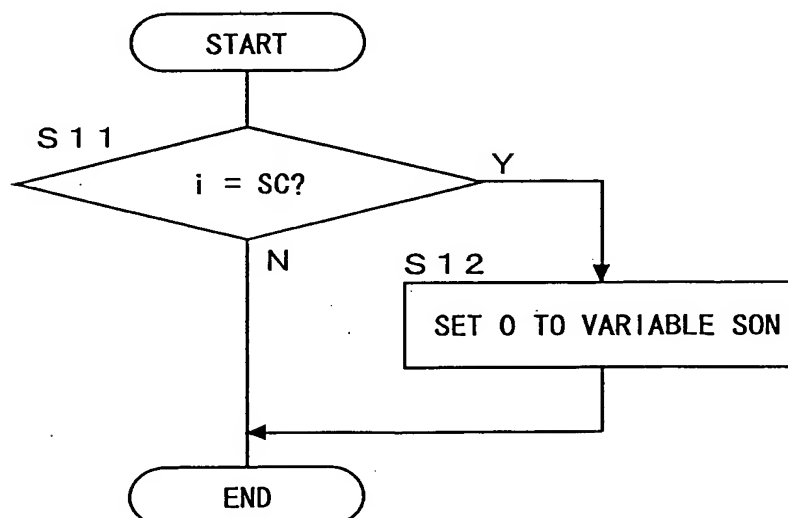 START
S11
i = SC?
Y
N
S12
SET 0 TO VARIABLE SON
END